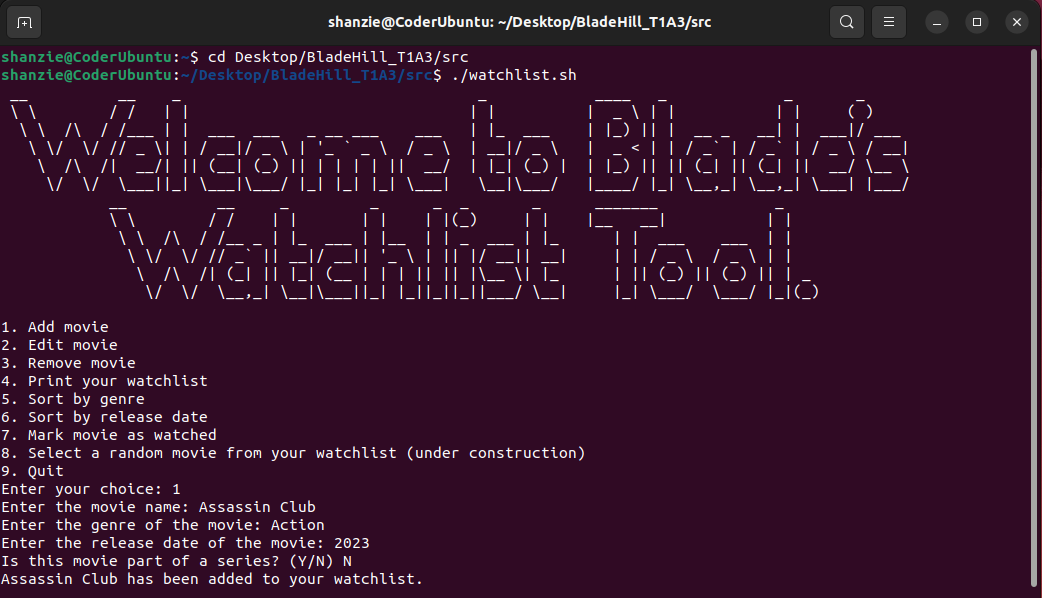 shanzie@CoderUbuntu: ~/Desktop/BladeHill_T1A3/src
shanzie@CoderUbuntu:~$ cd Desktop/BladeHill_T1A3/src
shanzie@CoderUbuntu:~/Desktop/BladeHill_T1A3/src$ ./watchlist.sh
Welcome to Blade's
Watchlist Tool.
1. Add movie
2. Edit movie
3. Remove movie
4. Print your watchlist
5. Sort by genre
6. Sort by release date
7. Mark movie as watched
8. Select a random movie from your watchlist (under construction)
9. Quit
Enter your choice: 1
Enter the movie name: Assassin Club
Enter the genre of the movie: Action
Enter the release date of the movie: 2023
Is this movie part of a series? (Y/N) N
Assassin Club has been added to your watchlist.